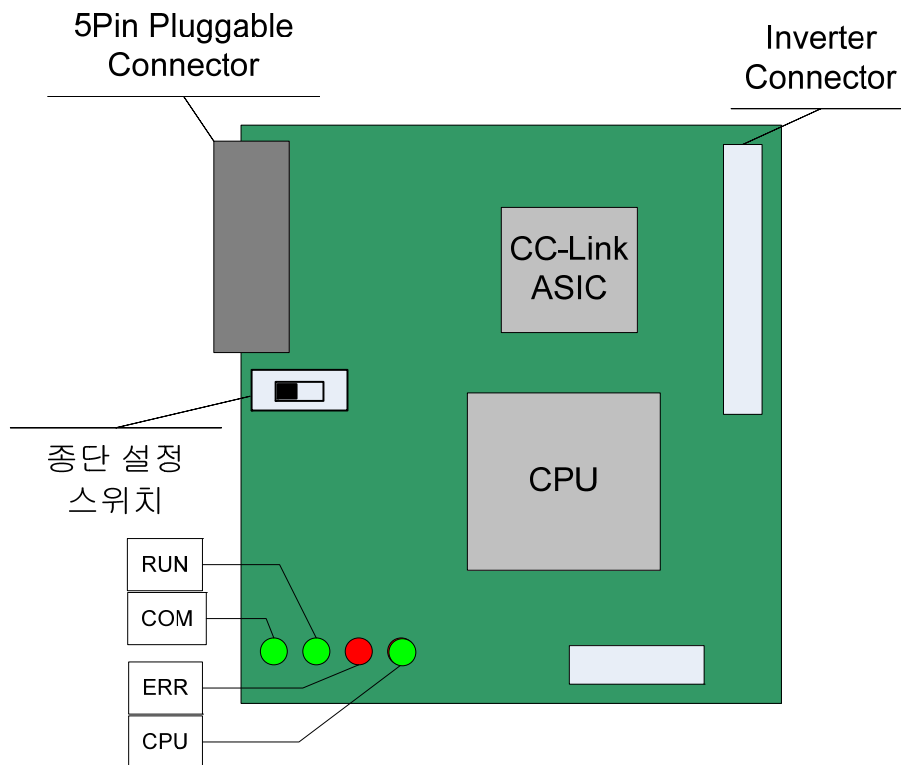 5Pin Pluggable
Connector
Inverter
Connector
CC-Link
ASIC
종단 설정
스위치
CPU
RUN
COM
ERR
CPU